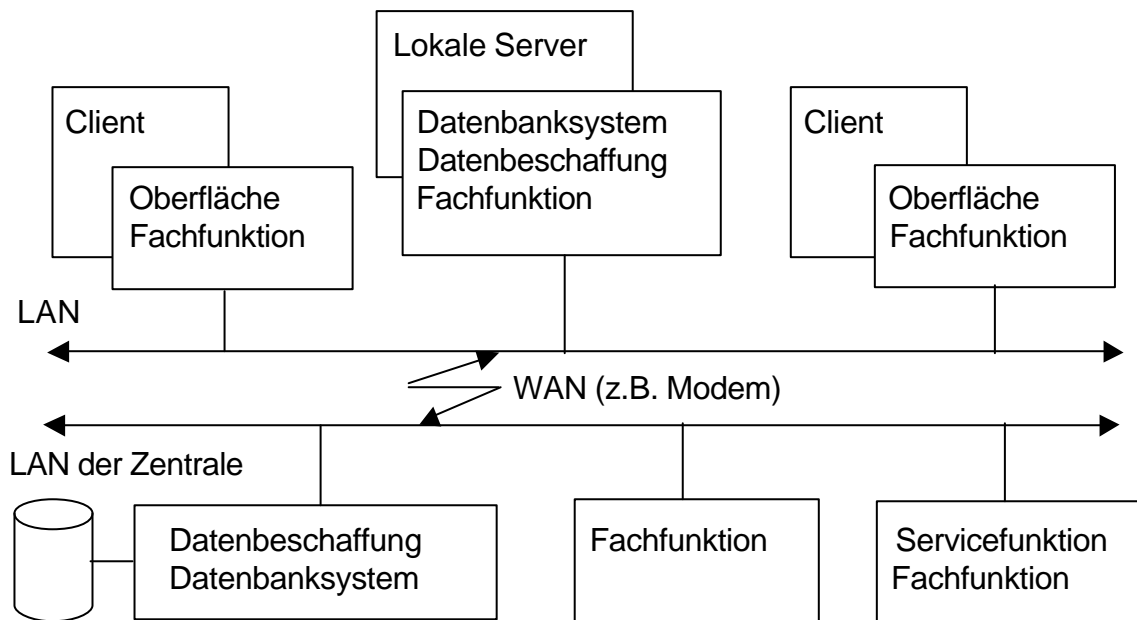 Lokale Server
Client
Datenbanksystem
Datenbeschaffung
Fachfunktion
Client
Oberfläche
Fachfunktion
Oberfläche
Fachfunktion
LAN
WAN (z.B. Modem)
LAN der Zentrale
Datenbeschaffung
Datenbanksystem
Fachfunktion
Servicefunktion
Fachfunktion